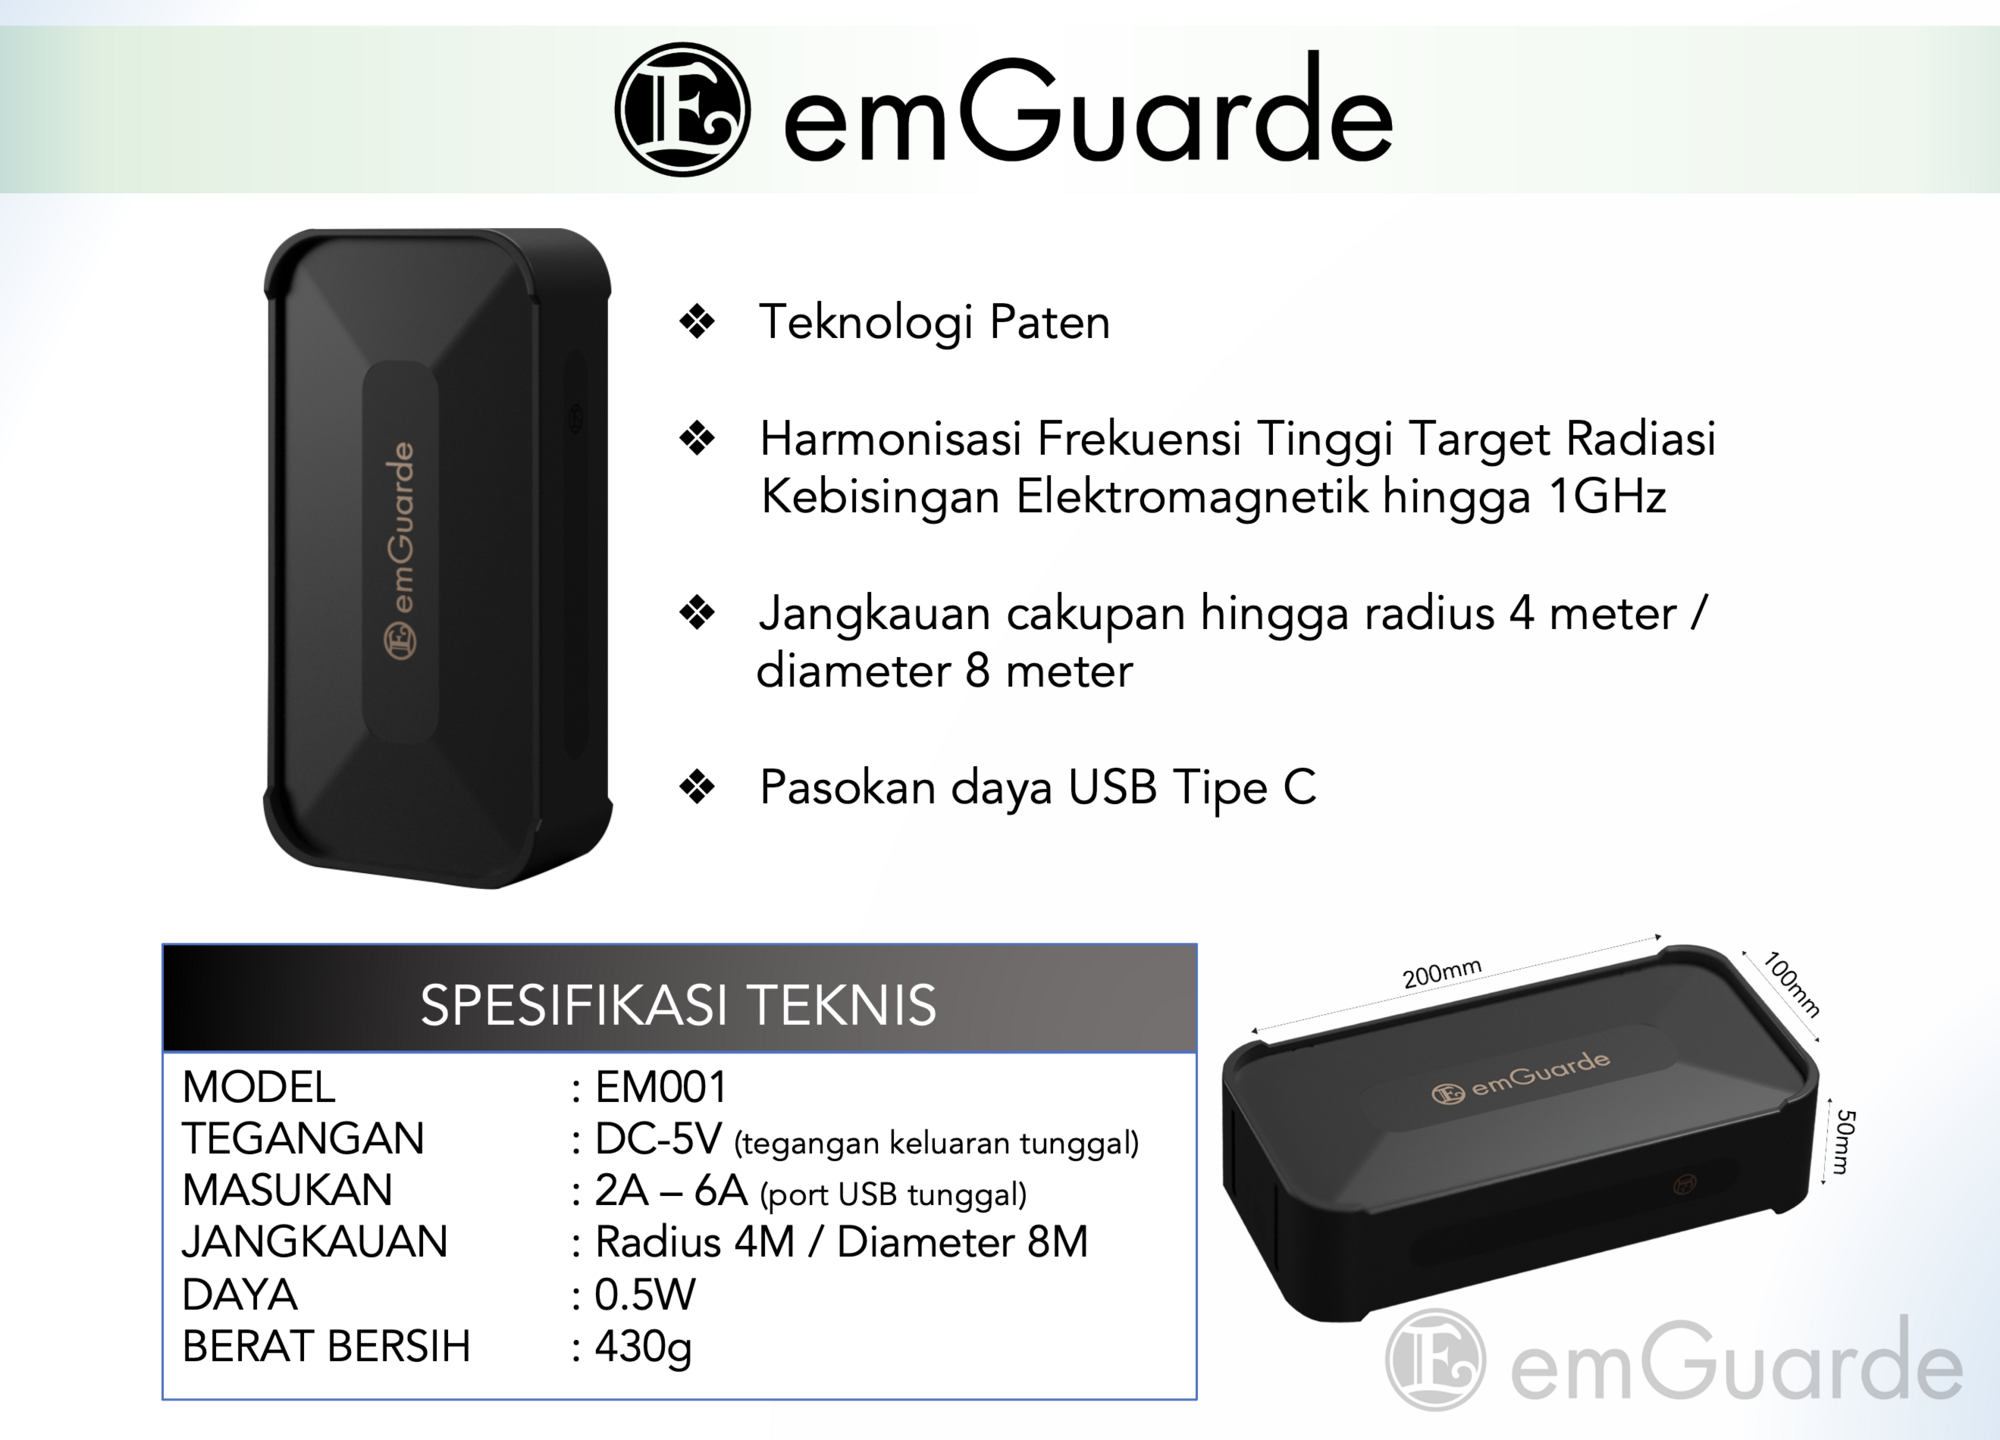 emGuarde
emGuarde
❖ Teknologi Paten
❖ Harmonisasi Frekuensi Tinggi Target Radiasi
Kebisingan Elektromagnetik hingga 1GHz
❖ Jangkauan cakupan hingga radius 4 meter /
diameter 8 meter
❖ Pasokan daya USB Tipe C
SPESIFIKASI TEKNIS
MODEL : EM001
TEGANGAN : DC-5V (tegangan keluaran tunggal)
MASUKAN : 2A – 6A (port USB tunggal)
JANGKAUAN : Radius 4M / Diameter 8M
DAYA : 0.5W
BERAT BERSIH : 430g
200mm
100mm
50mm
emGuarde
emGuarde